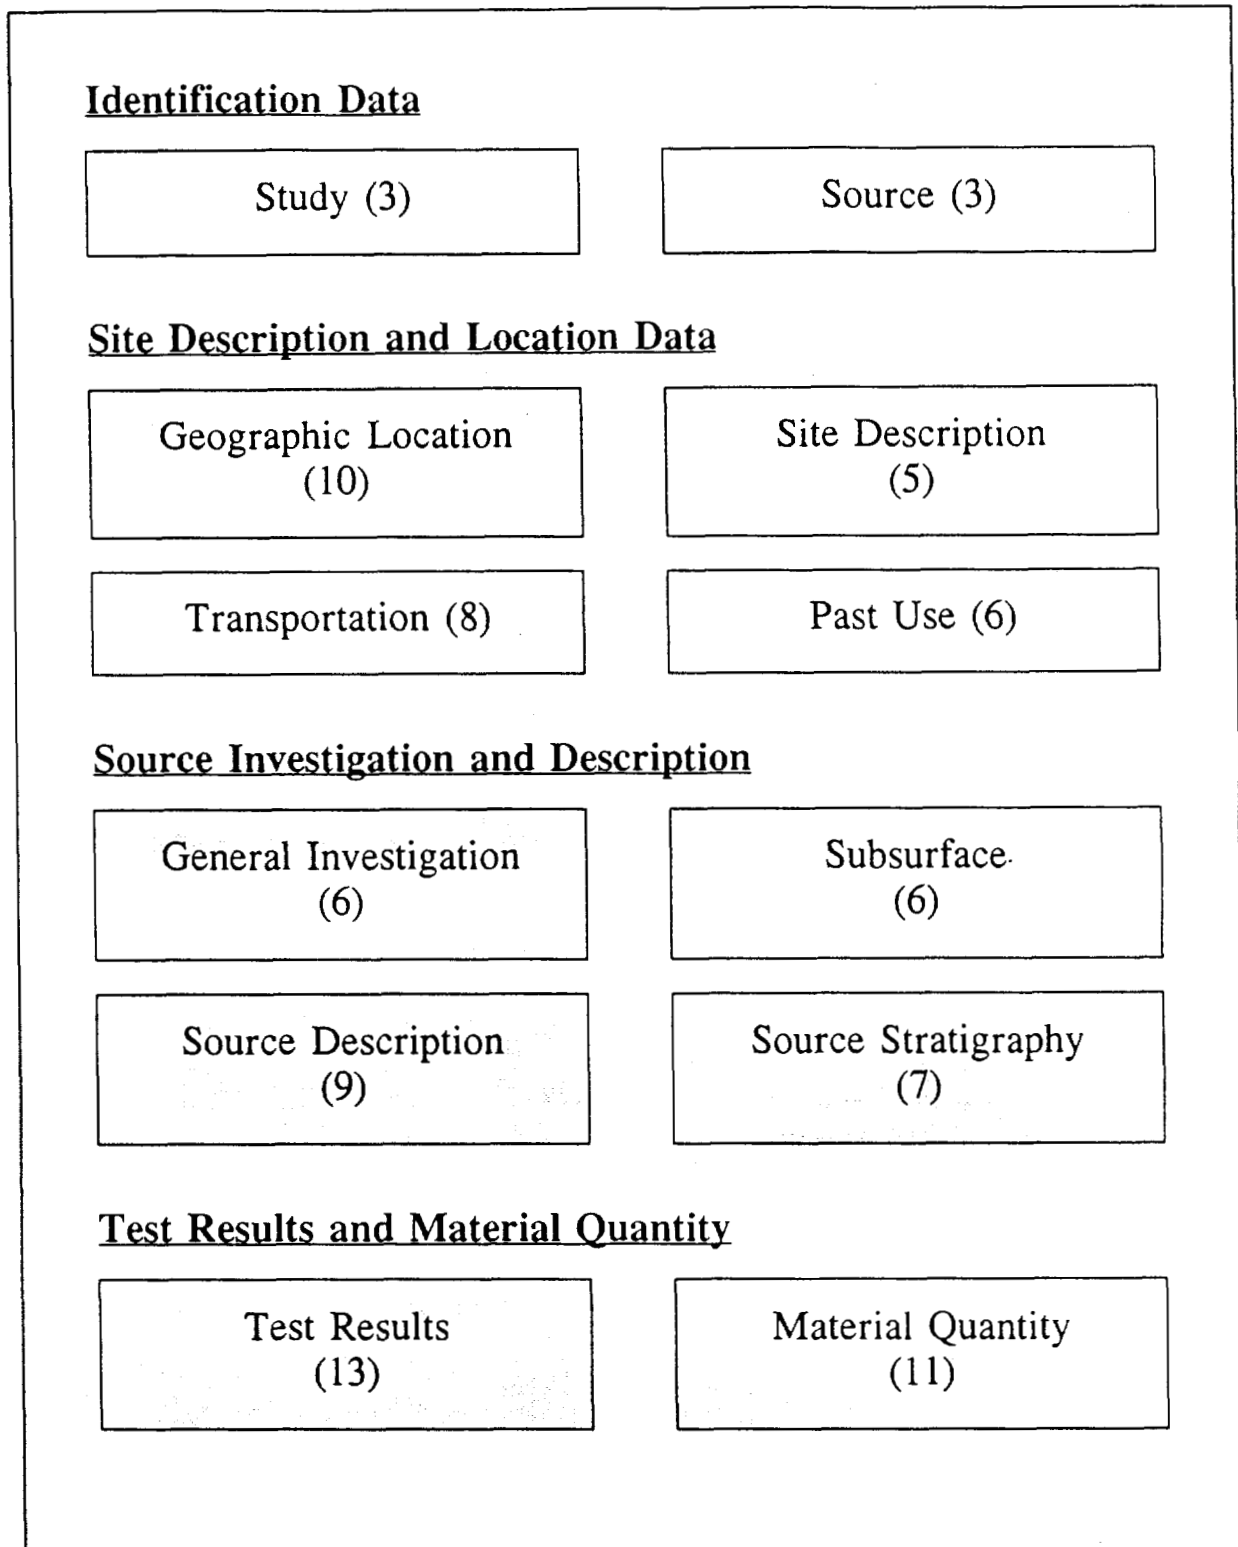 Identification Data
Study (3)
Source (3)
Site Description and Location Data
Geographic Location
(10)
Site Description
(5)
Transportation (8)
Past Use (6)
Source Investigation and Description
General Investigation
(6)
Subsurface
(6)
Source Description
(9)
Source Stratigraphy
(7)
Test Results and Material Quantity
Test Results
(13)
Material Quantity
(11)